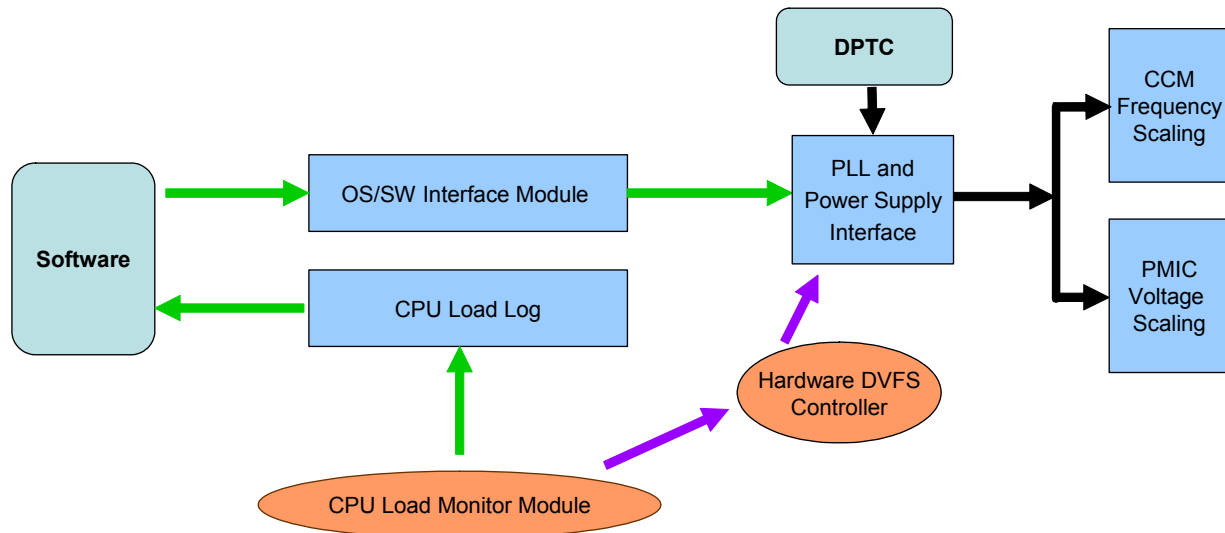 DPTC
CCM
Frequency
Scaling
PLL and
Power Supply
Interface
OS/SW Interface Module
Software
CPU Load Log
PMIC
Voltage
Scaling
Hardware DVFS
Controller
CPU Load Monitor Module